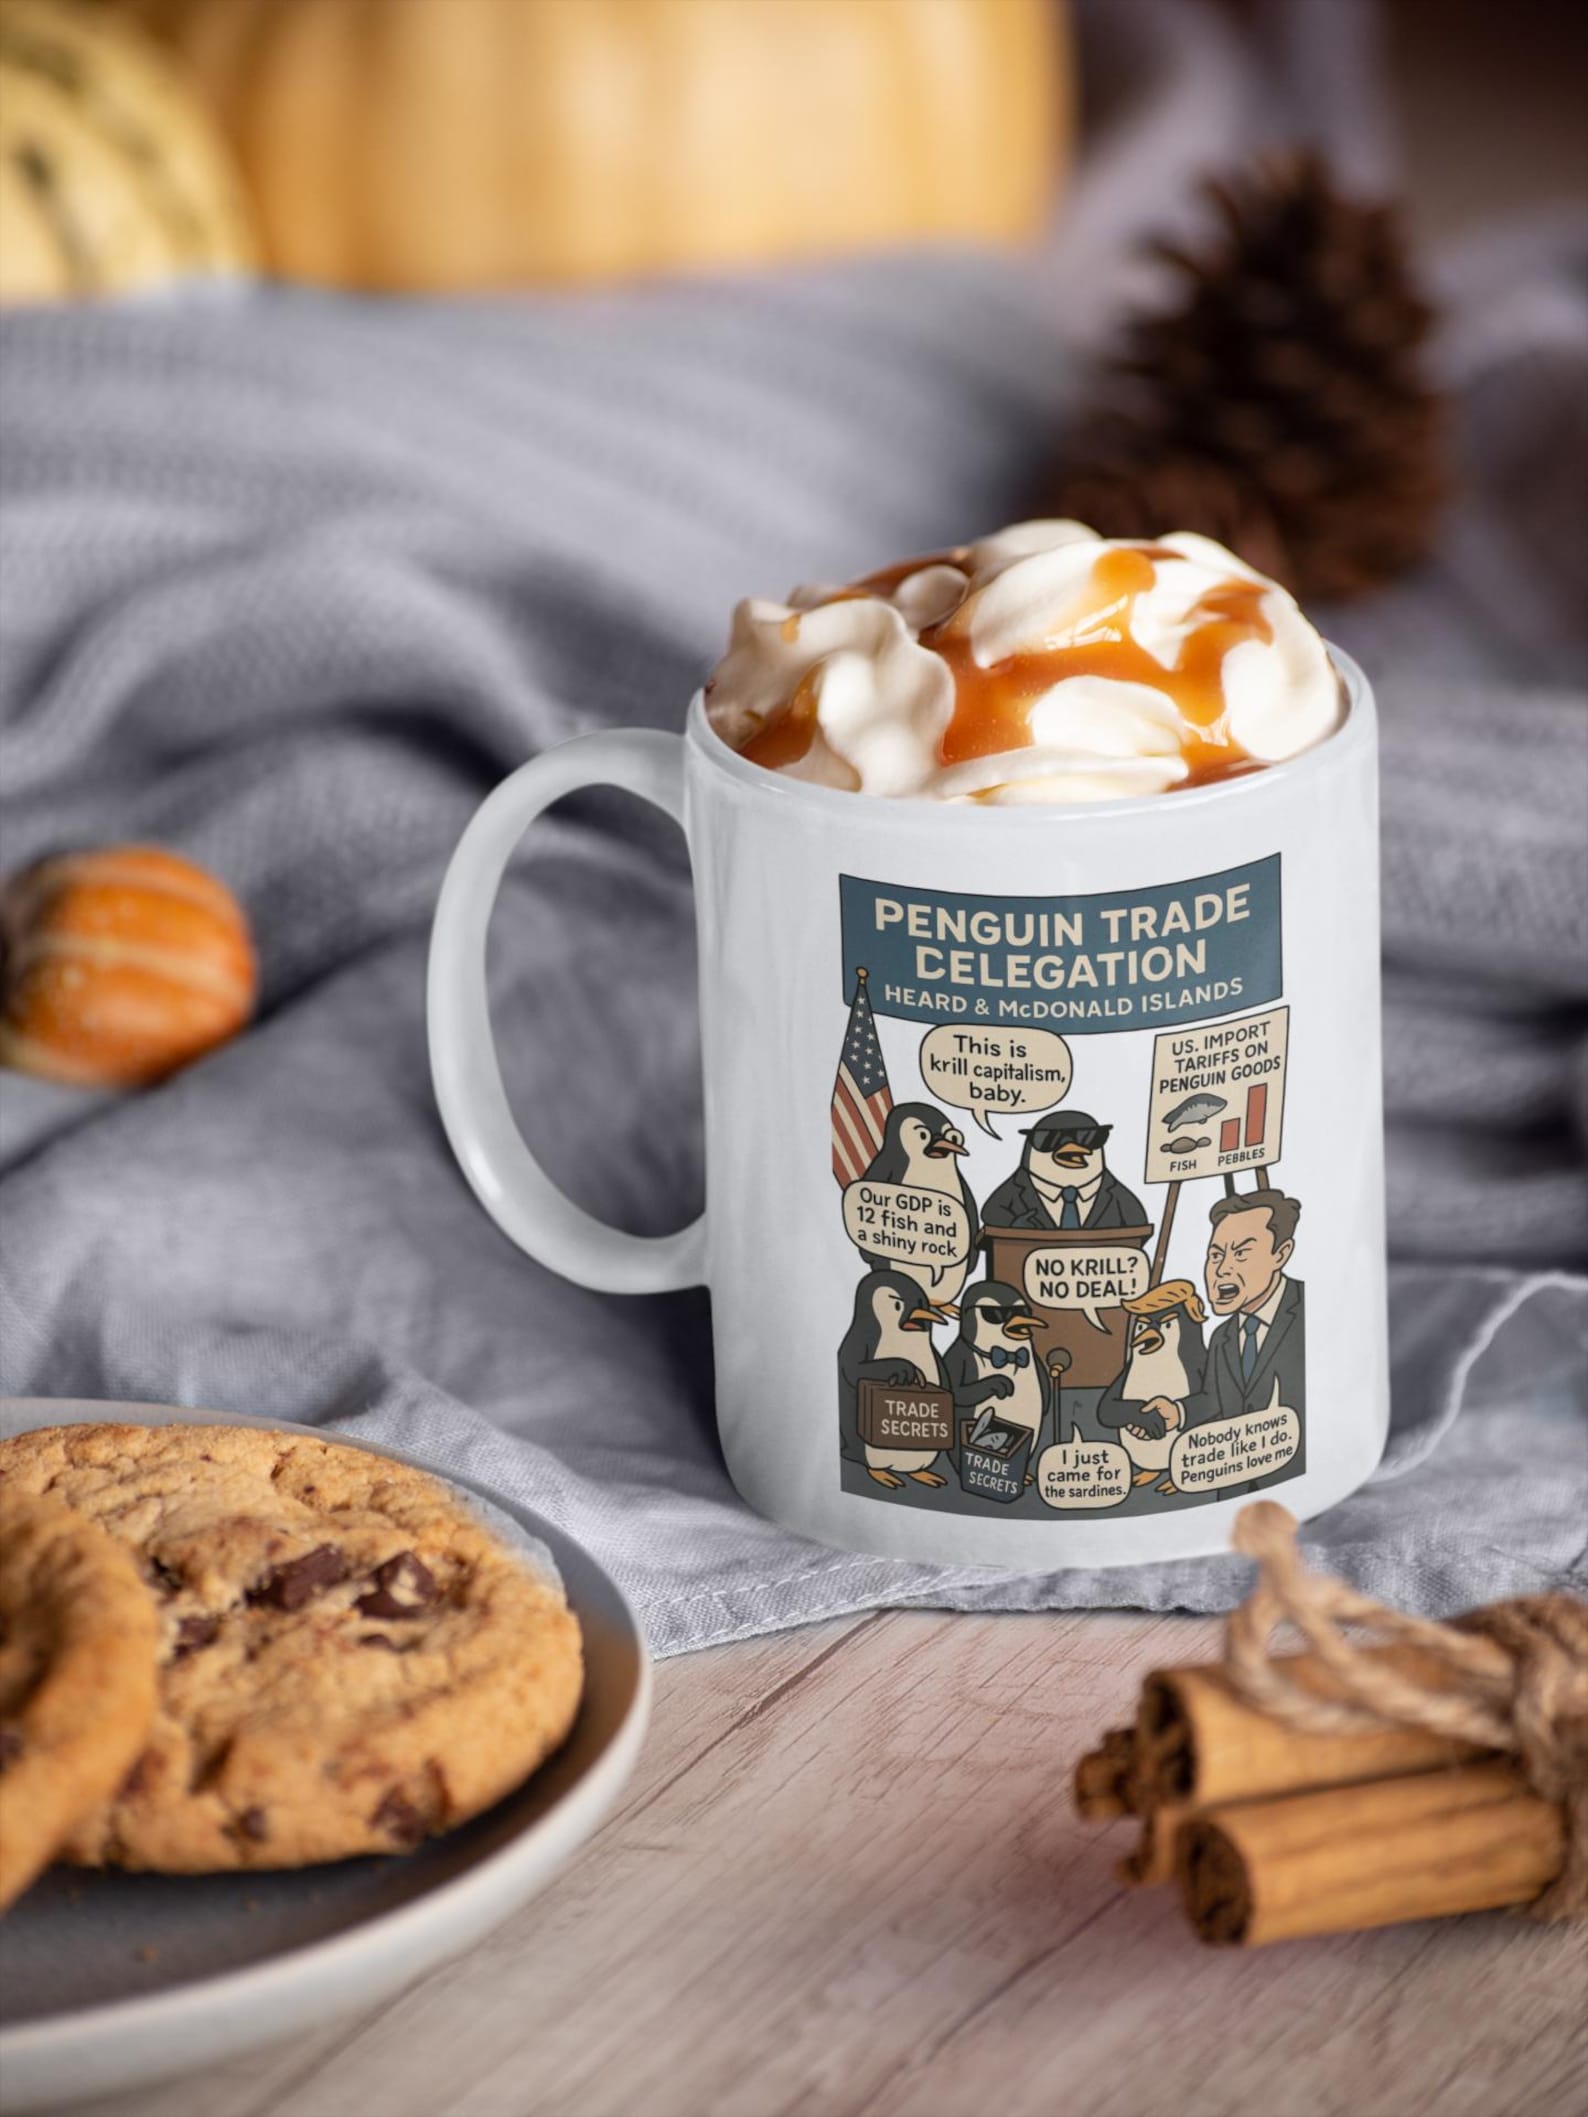 PENGUIN TRADE
CELEGATION
HEARD & McDONALD ISLANDS
This is
krill capitalism,
baby.
US. IMPORT
TARIFFS ON
PENGUIN GOODS
FISH
PEBBLES
Our GDP is
12 fish and
a shiny rock
NO KRILL?
NO DEAL!
TRADE
SECRETS
TRADE
SECRETS
I just
came for
the sardines.
Nobody knows
trade like I do.
Penguins love me